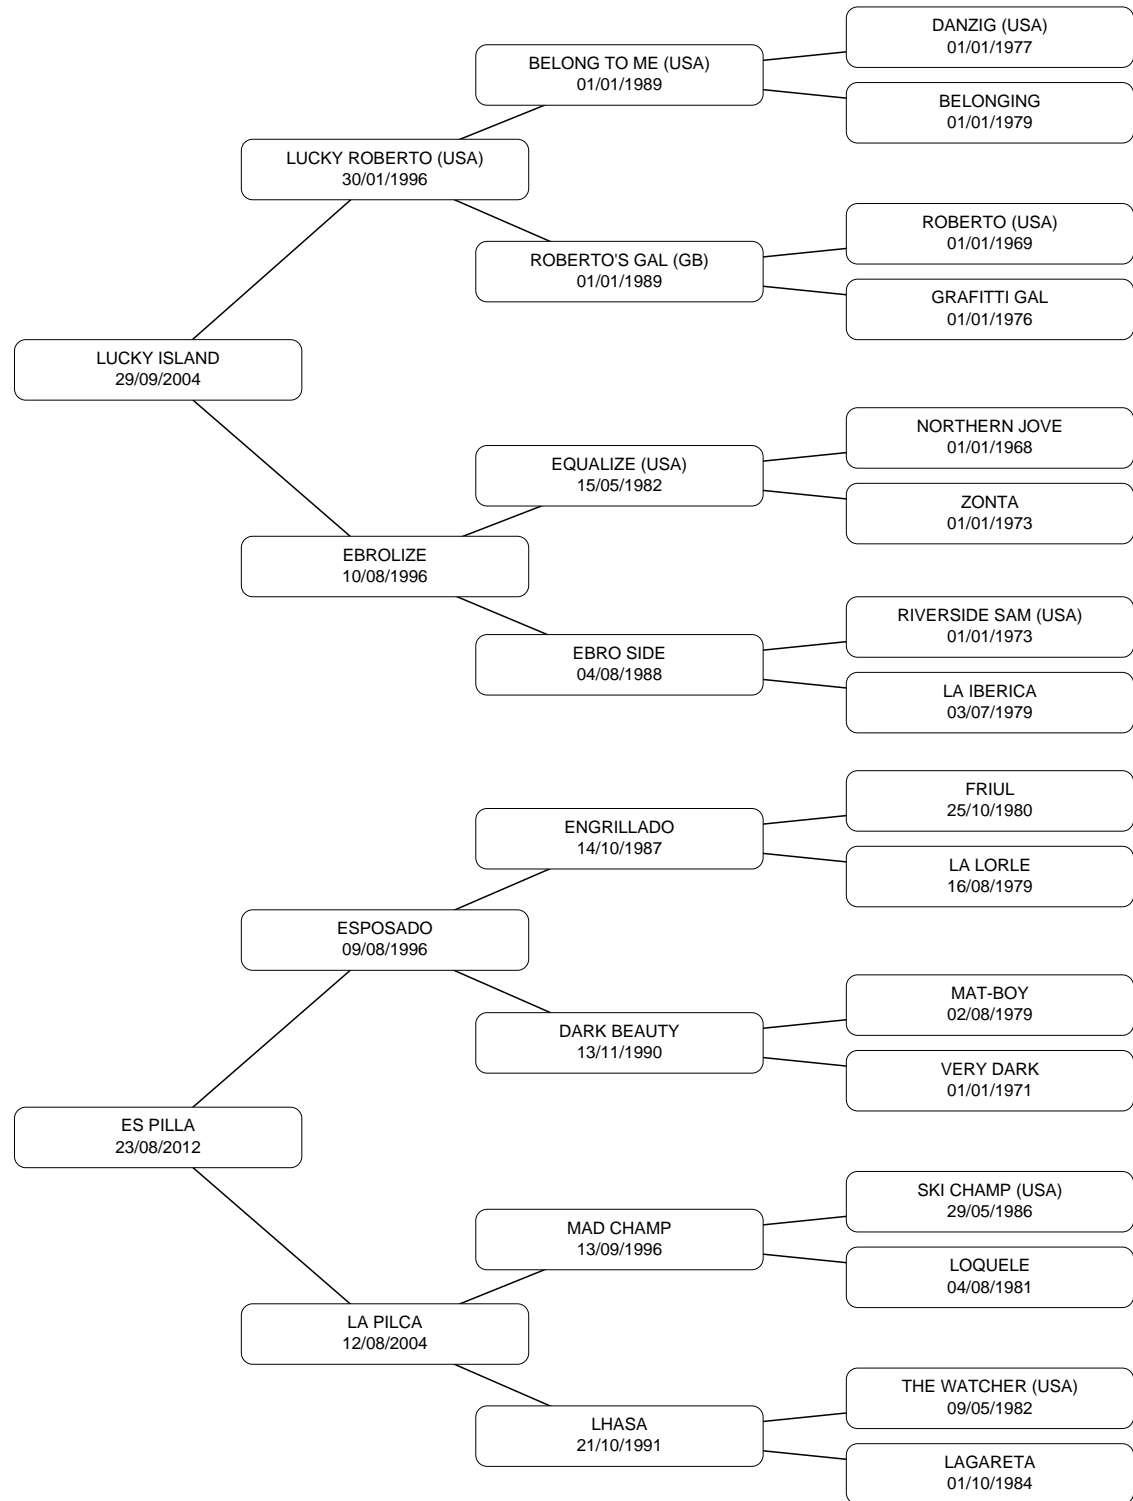 DANZIG (USA)
01/01/1977
BELONG TO ME (USA)
01/01/1989
BELONGING
01/01/1979
LUCKY ROBERTO (USA)
30/01/1996
ROBERTO (USA)
01/01/1969
ROBERTO'S GAL (GB)
01/01/1989
GRAFITTI GAL
01/01/1976
LUCKY ISLAND
29/09/2004
NORTHERN JOVE
01/01/1968
EQUALIZE (USA)
15/05/1982
ZONTA
01/01/1973
EBROLIZE
10/08/1996
RIVERSIDE SAM (USA)
01/01/1973
EBRO SIDE
04/08/1988
LA IBERICA
03/07/1979
FRIUL
25/10/1980
ENGRILLADO
14/10/1987
LA LORLE
16/08/1979
ESPOSADO
09/08/1996
MAT-BOY
02/08/1979
DARK BEAUTY
13/11/1990
VERY DARK
01/01/1971
ES PILLA
23/08/2012
SKI CHAMP (USA)
29/05/1986
MAD CHAMP
13/09/1996
LOQUELE
04/08/1981
LA PILCA
12/08/2004
THE WATCHER (USA)
09/05/1982
LHASA
21/10/1991
LAGARETA
01/10/1984